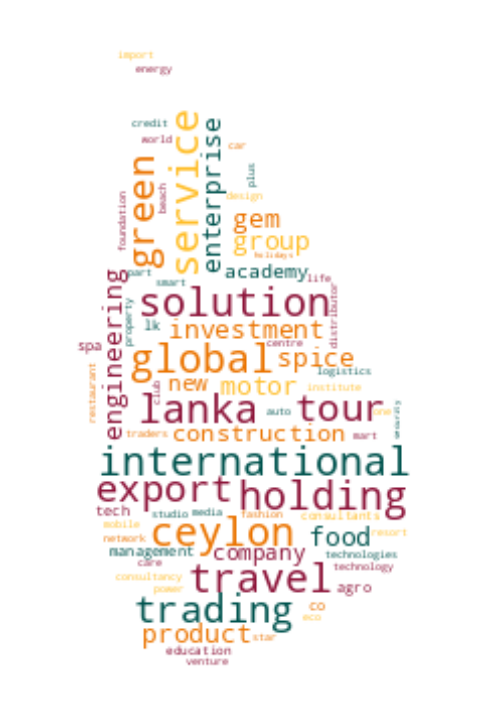 import
energy
credit
service
enterprise
world
car
green
plus
beach
design
foundation
gem
group
holidays
academy
part
life
smart
engineering
solution
distributor
property
lk
investment
centre
spa
global
spice
logistics
restaurant
club
new
motor
institute
lanka
auto
tour
one
security
traders
construction
mart
international
export
holding
tech
studio
media
fashion
consultants
mobile
ceylon
food
resort
network
management
company
technologies
care
technology
consultancy
travel
power
agro
trading
co
eco
product
star
education
venture